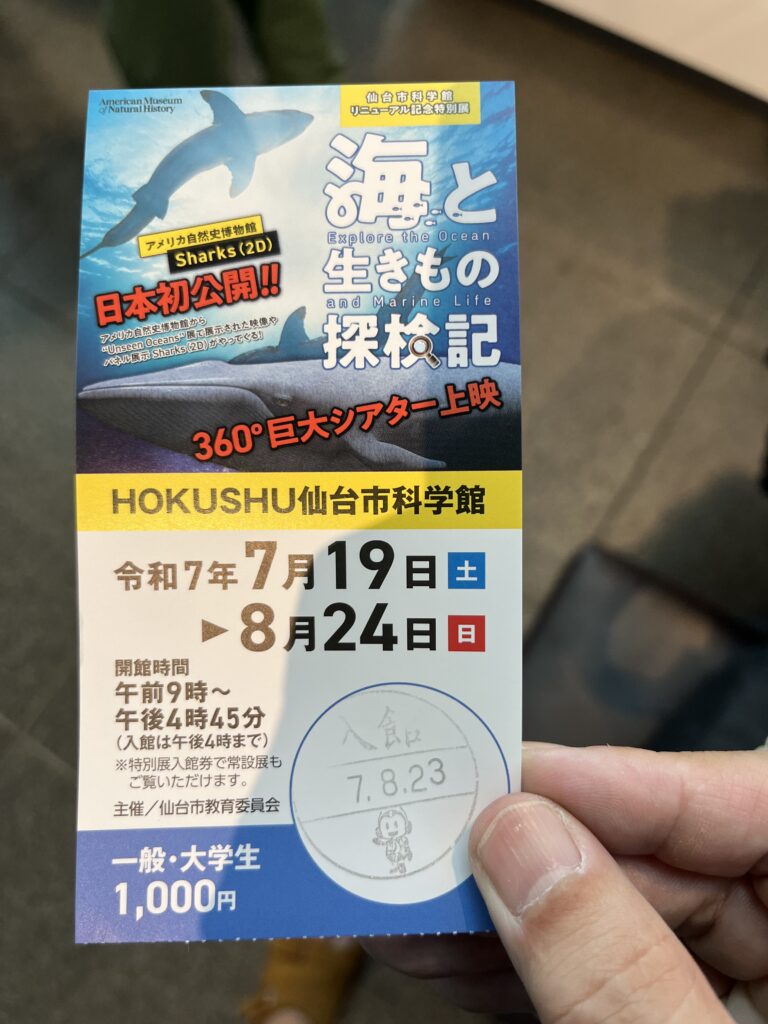 American Museum
of Natural History
仙台市科学館
リニューアル記念特別展
海と
Explore the Ocean
生きもの
and Marine Life
探検記
アメリカ自然史博物館
Sharks(2D)
日本初公開!!
アメリカ自然史博物館から
"Unseen Oceans"展で展示された映像や
パネル展示 Sharks(2D)がやってくる!
360°巨大シアター上映
HOKUSHU仙台市科学館
令和7年7月19日土
▶8月24日日
開館時間
午前9時～
午後4時45分
(入館は午後4時まで)
※特別展入館券で常設展も
ご覧いただけます。
主催/仙台市教育委員会
入館
7.8.23
一般・大学生
1,000円